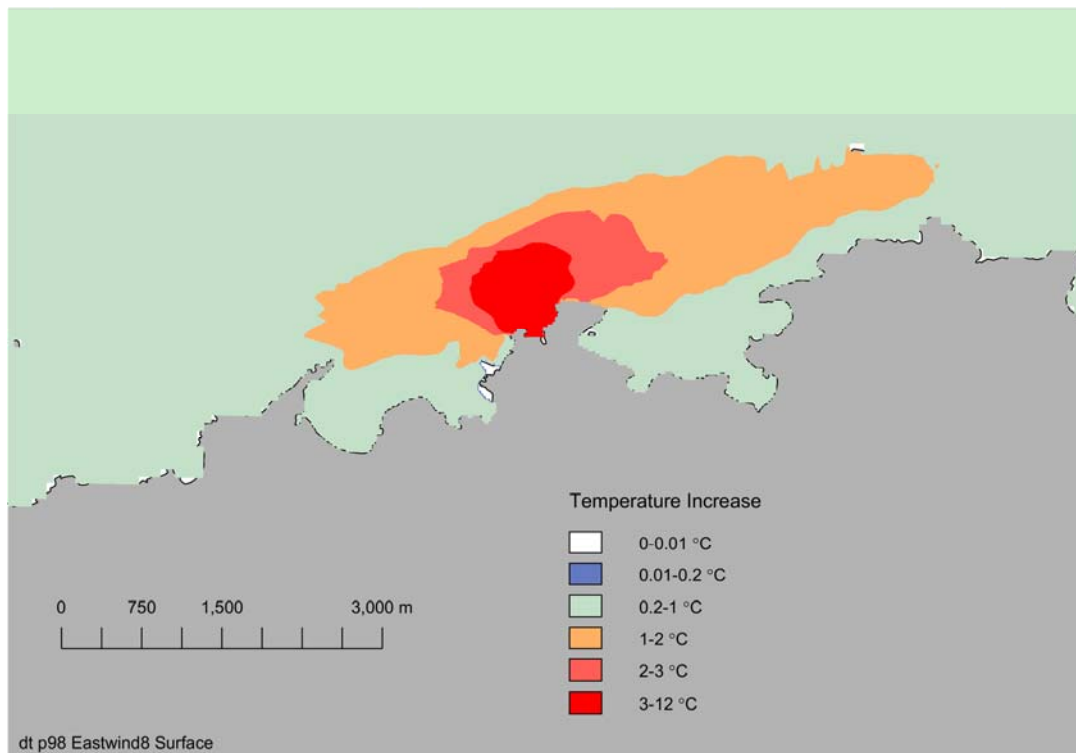 Temperature Increase
0-0.01 °C
0.01-0.2 °C
0.2-1 °C
1-2 °C
2-3 °C
3-12 °C
0 750 1,500 3,000 m
dt p98 Eastwind8 Surface